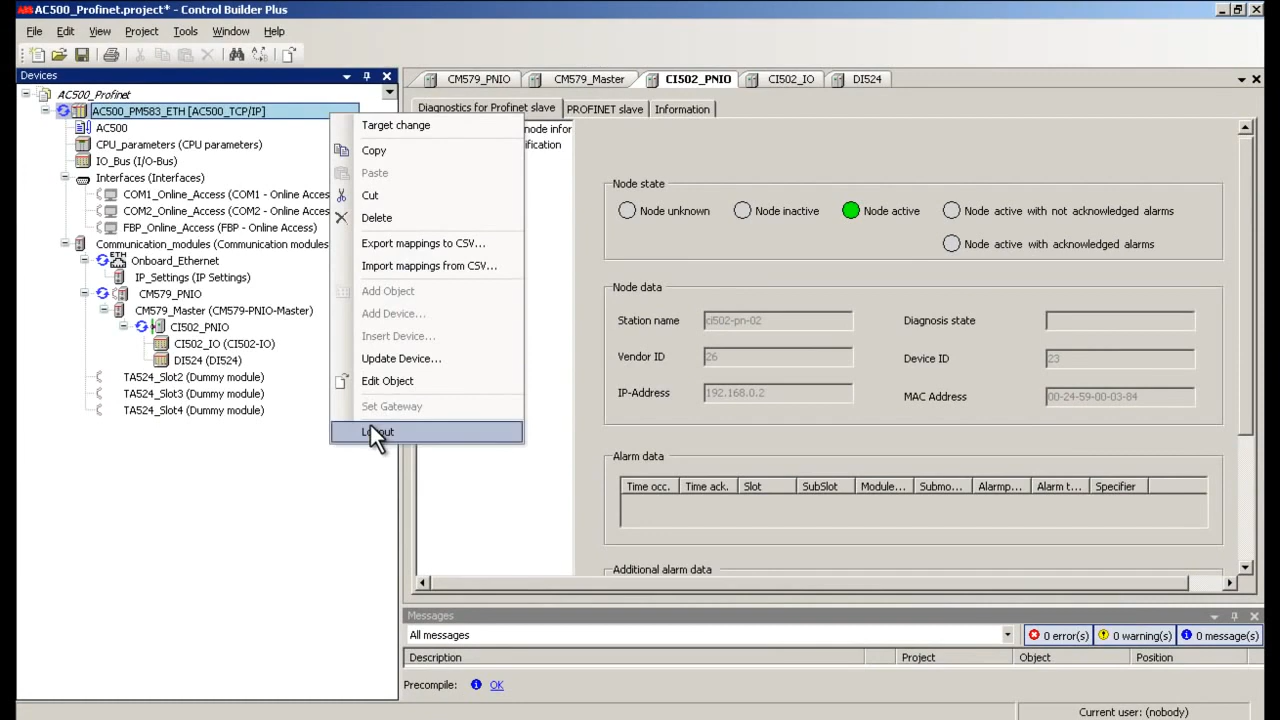 AC500_Profinet.project* - Control Builder Plus
File Edit View Project Tools Window Help
Devices
AC500_Profinet
AC500_PM583_ETH [AC500_TCP/IP]
AC500
CPU_parameters (CPU parameters)
IO_Bus (I/O-Bus)
Interfaces (Interfaces)
COM1_Online_Access (COM1 - Online Acces
COM2_Online_Access (COM2 - Online Acces
FBP_Online_Access (FBP - Online Access)
Communication_modules (Communication modules
Onboard_Ethernet
IP_Settings (IP Settings)
CM579_PNIO
CM579_Master (CM579-PNIO-Master)
CI502_PNIO
CI502_IO (CI502-IO)
DI524 (DI524)
TA524_Slot2 (Dummy module)
TA524_Slot3 (Dummy module)
TA524_Slot4 (Dummy module)
Target change
Copy
Paste
Cut
Delete
Export mappings to CSV...
Import mappings from CSV...
Add Object
Add Device...
Insert Device...
Update Device...
Edit Object
Set Gateway
CM579_PNIO CM579_Master CI502_PNIO CI502_IO DI524
Diagnostics for Profinet slave PROFINET slave Information
node infor
ification
Node state
Node unknown Node inactive Node active Node active with not acknowledged alarms
Node active with acknowledged alarms
Node data
Station name ci502-pn-02 Diagnosis state
Vendor ID 26 Device ID 23
IP-Address 192.168.0.2 MAC Address 00-24-59-00-03-84
Alarm data
Time occ. Time ack. Slot SubSlot Module... Submo... Alarmp... Alarm t... Specifier
Additional alarm data
Messages
All messages 0 error(s) 0 warning(s) 0 message(s)
Description Project Object Position
Precompile: OK
Current user: (nobody)